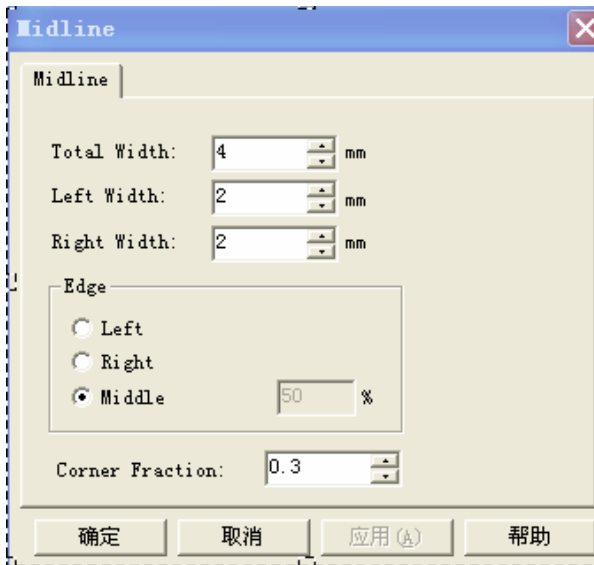 Midline
Midline
Total Width: 4 mm
Left Width: 2 mm
Right Width: 2 mm
Edge
Left
Right
Middle 50 %
Corner Fraction: 0.3
确定 取消 应用(A) 帮助